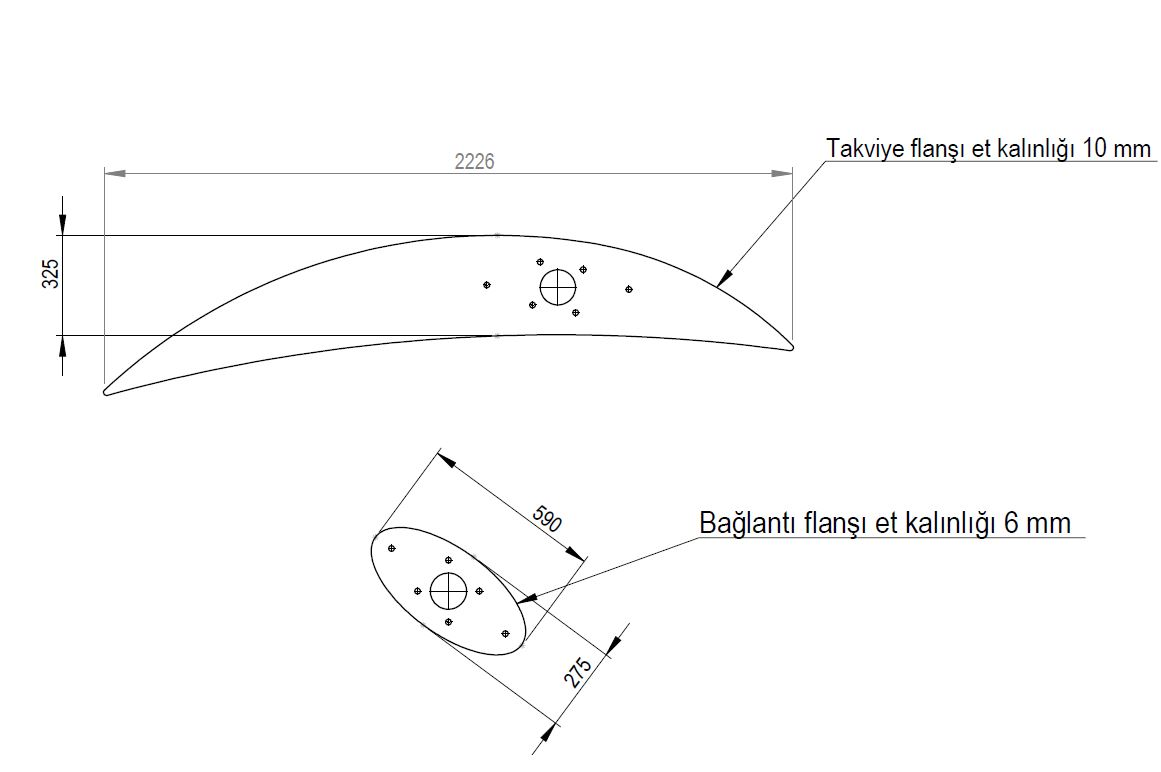 Takviye flanşı et kalınlığı 10 mm
2226
325
590
Bağlantı flanşı et kalınlığı 6 mm
275